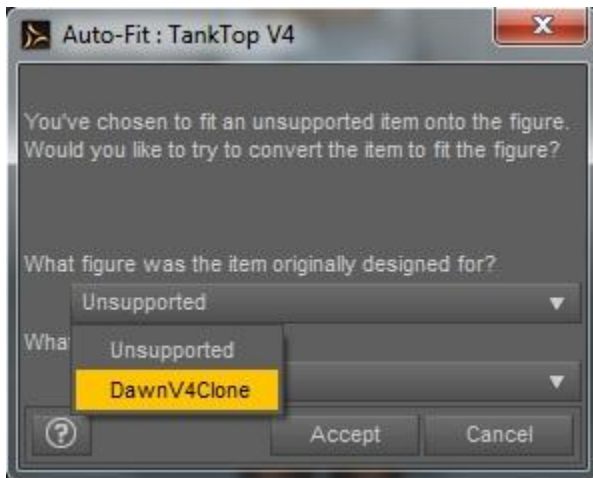 Auto-Fit : TankTop V4
You've chosen to fit an unsupported item onto the figure.
Would you like to try to convert the item to fit the figure?
What figure was the item originally designed for?
Unsupported
Unsupported
DawnV4Clone
Accept
Cancel